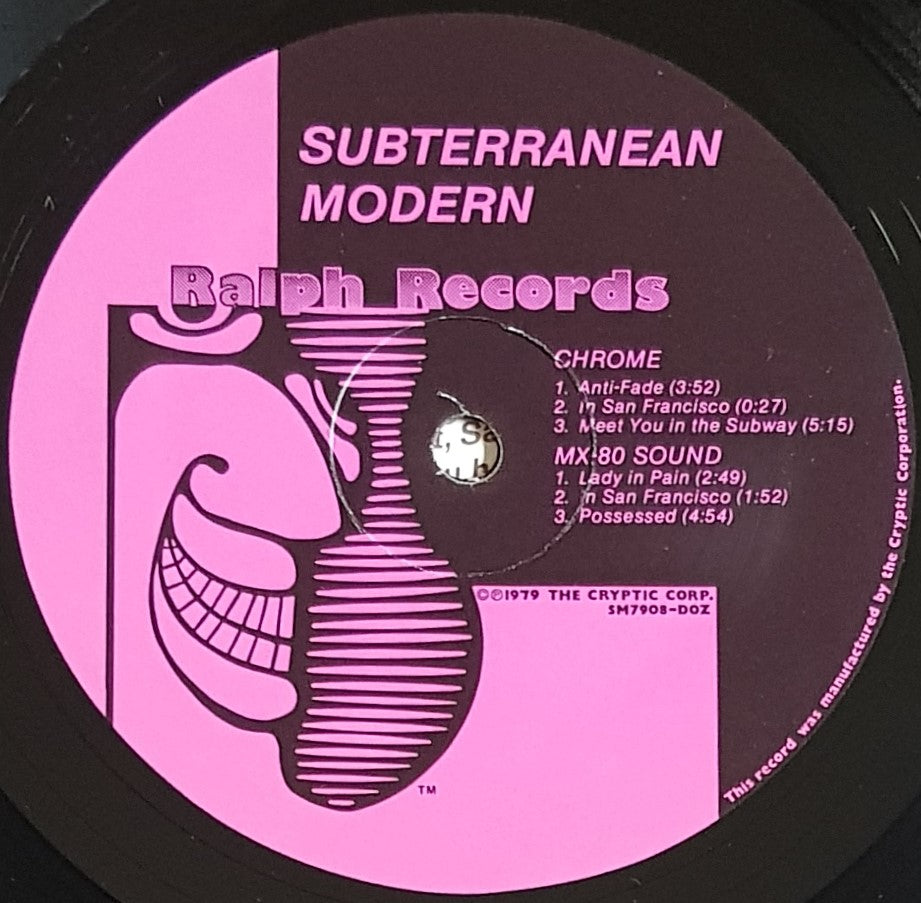 SUBTERRANEAN
MODERN
Ralph Records
CHROME
1. Anti-Fade (3:52)
2. In San Francisco (0:27)
3. Meet You in the Subway (5:15)
MX-80 SOUND
1. Lady in Pain (2:49)
2. In San Francisco (1:52)
3. Possessed (4:54)
©℗1979 THE CRYPTIC CORP.
SM7908-DOZ
TM
This record was manufactured by the Cryptic Corporation.